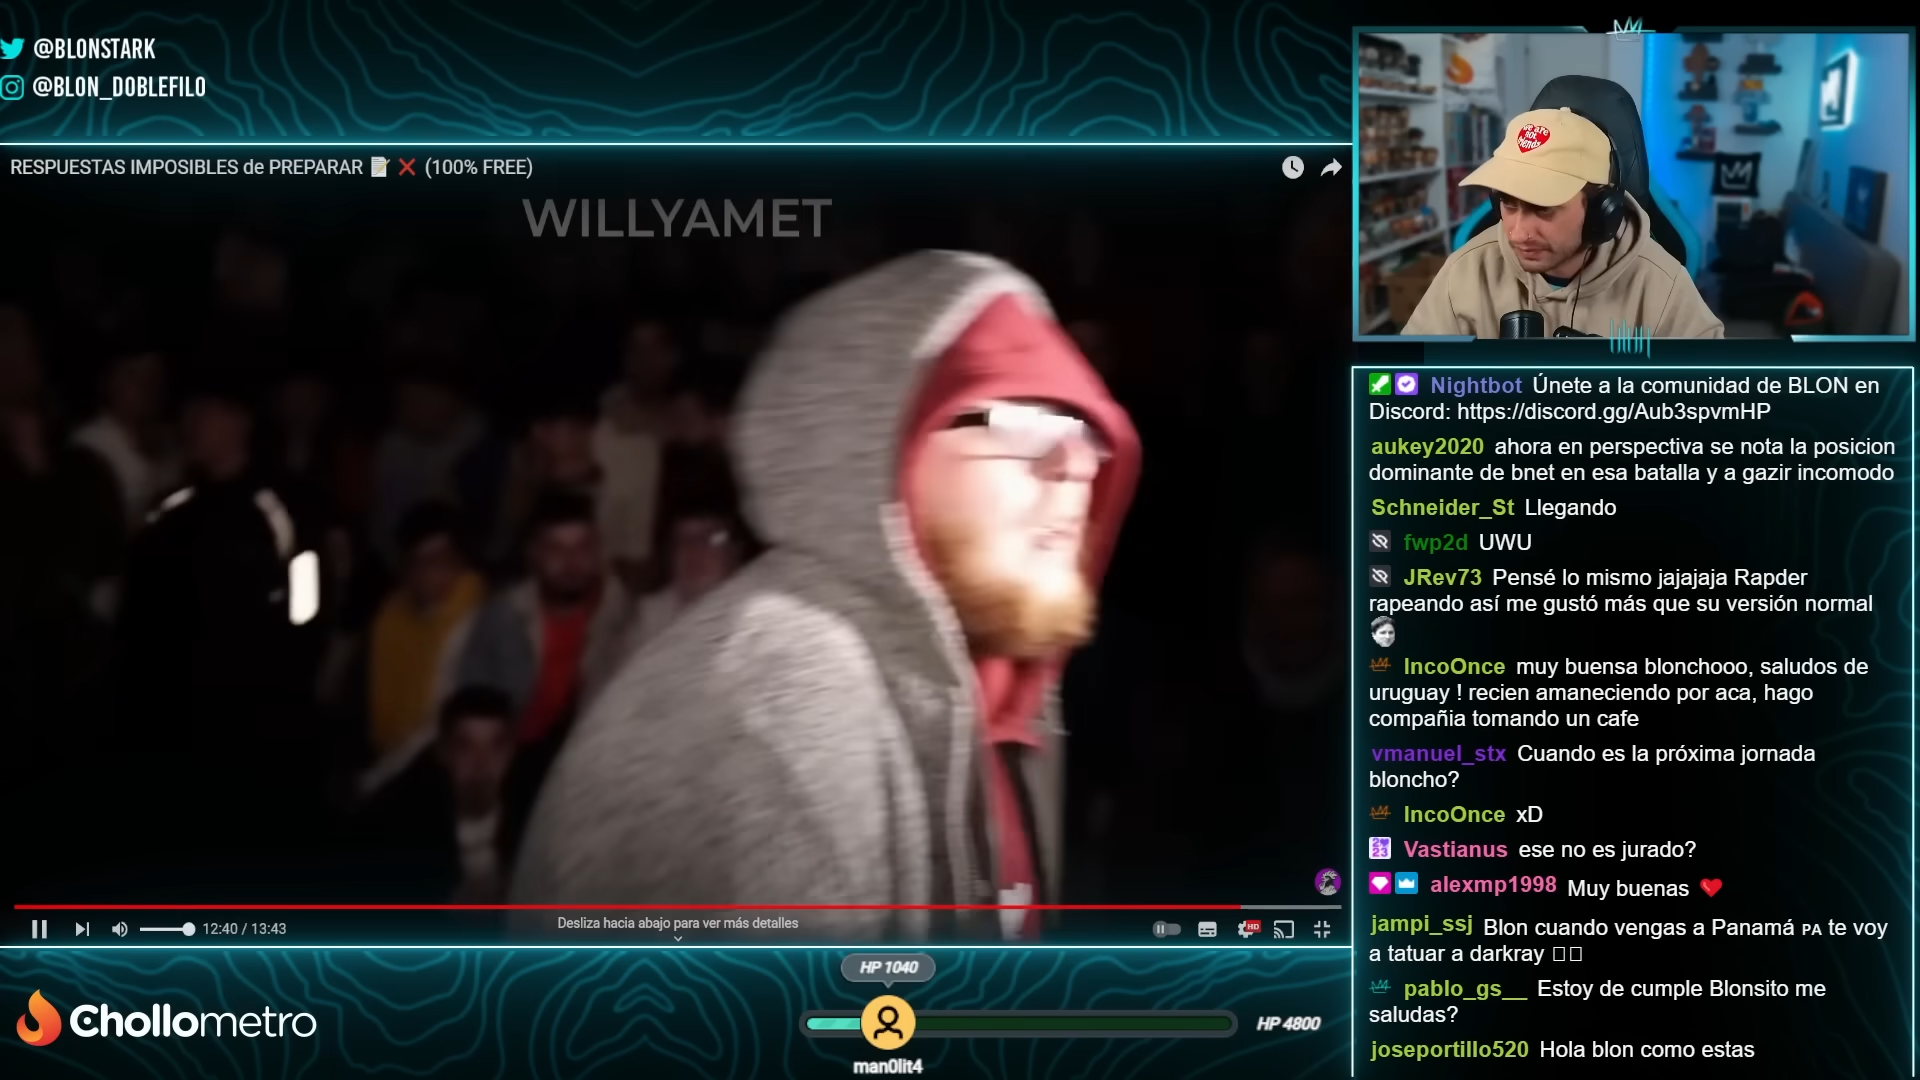 @BLONSTARK
@BLON_DOBLEFILO
RESPUESTAS IMPOSIBLES de PREPARAR 📝 ❌ (100% FREE)
WILLYAMET
we are
not
friends
12:40 / 13:43
Desliza hacia abajo para ver más detalles
HD
Chollometro
HP 1040
HP 4800
man0lit4
Nightbot Únete a la comunidad de BLON en
Discord: https://discord.gg/Aub3spvmHP
aukey2020 ahora en perspectiva se nota la posicion
dominante de bnet en esa batalla y a gazir incomodo
Schneider_St Llegando
fwp2d UWU
JRev73 Pensé lo mismo jajajaja Rapder
rapeando así me gustó más que su versión normal
IncoOnce muy buensa blonchooo, saludos de
uruguay ! recien amaneciendo por aca, hago
compañia tomando un cafe
vmanuel_stx Cuando es la próxima jornada
bloncho?
IncoOnce xD
Vastianus ese no es jurado?
alexmp1998 Muy buenas ❤️
jampi_ssj Blon cuando vengas a Panamá PA te voy
a tatuar a darkray
pablo_gs__ Estoy de cumple Blonsito me
saludas?
joseportillo520 Hola blon como estas